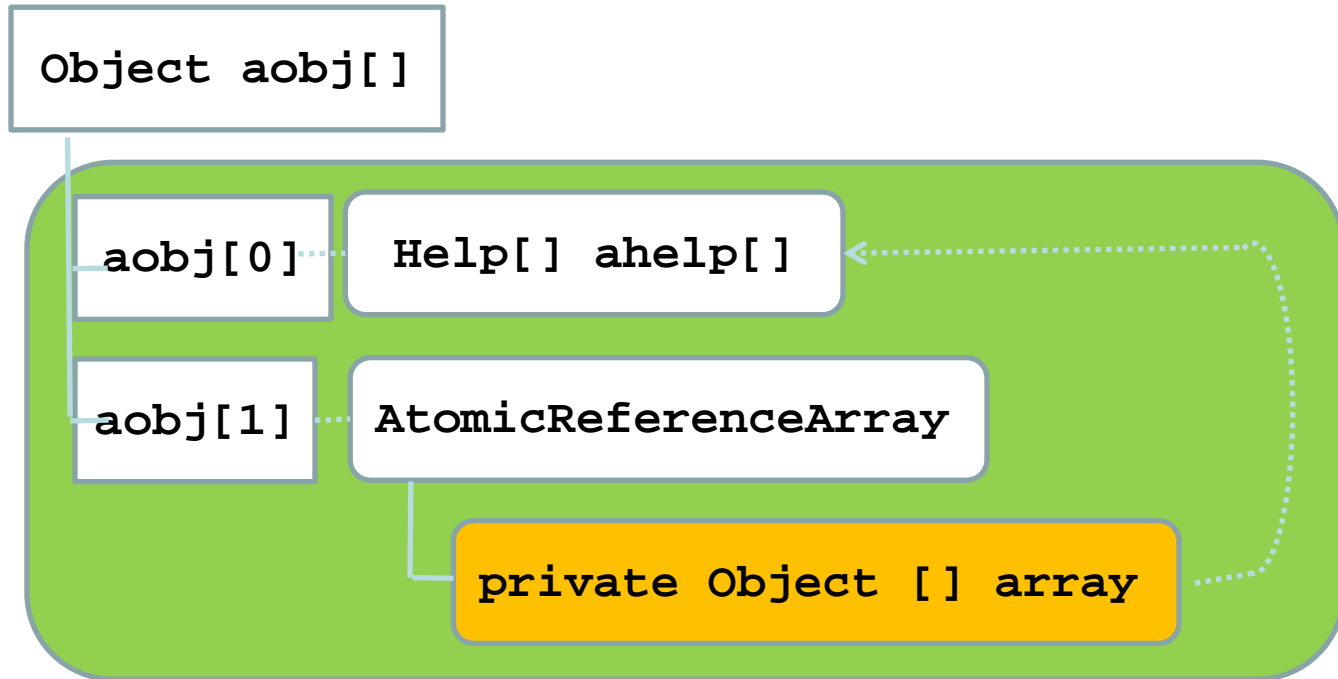 Object aobj[]
aobj[0]
Help[] ahelp[]
aobj[1]
AtomicReferenceArray
private Object [] array